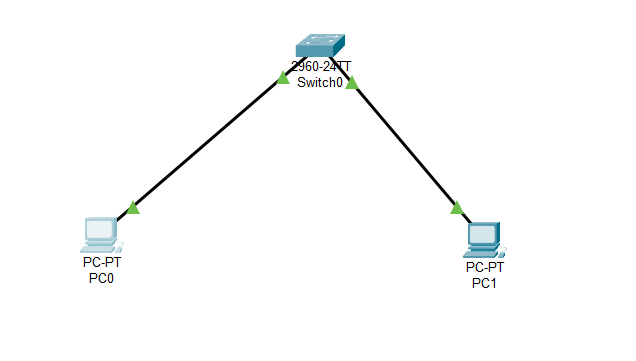 2960-24TT
Switch0
PC-PT
PC0
PC-PT
PC1